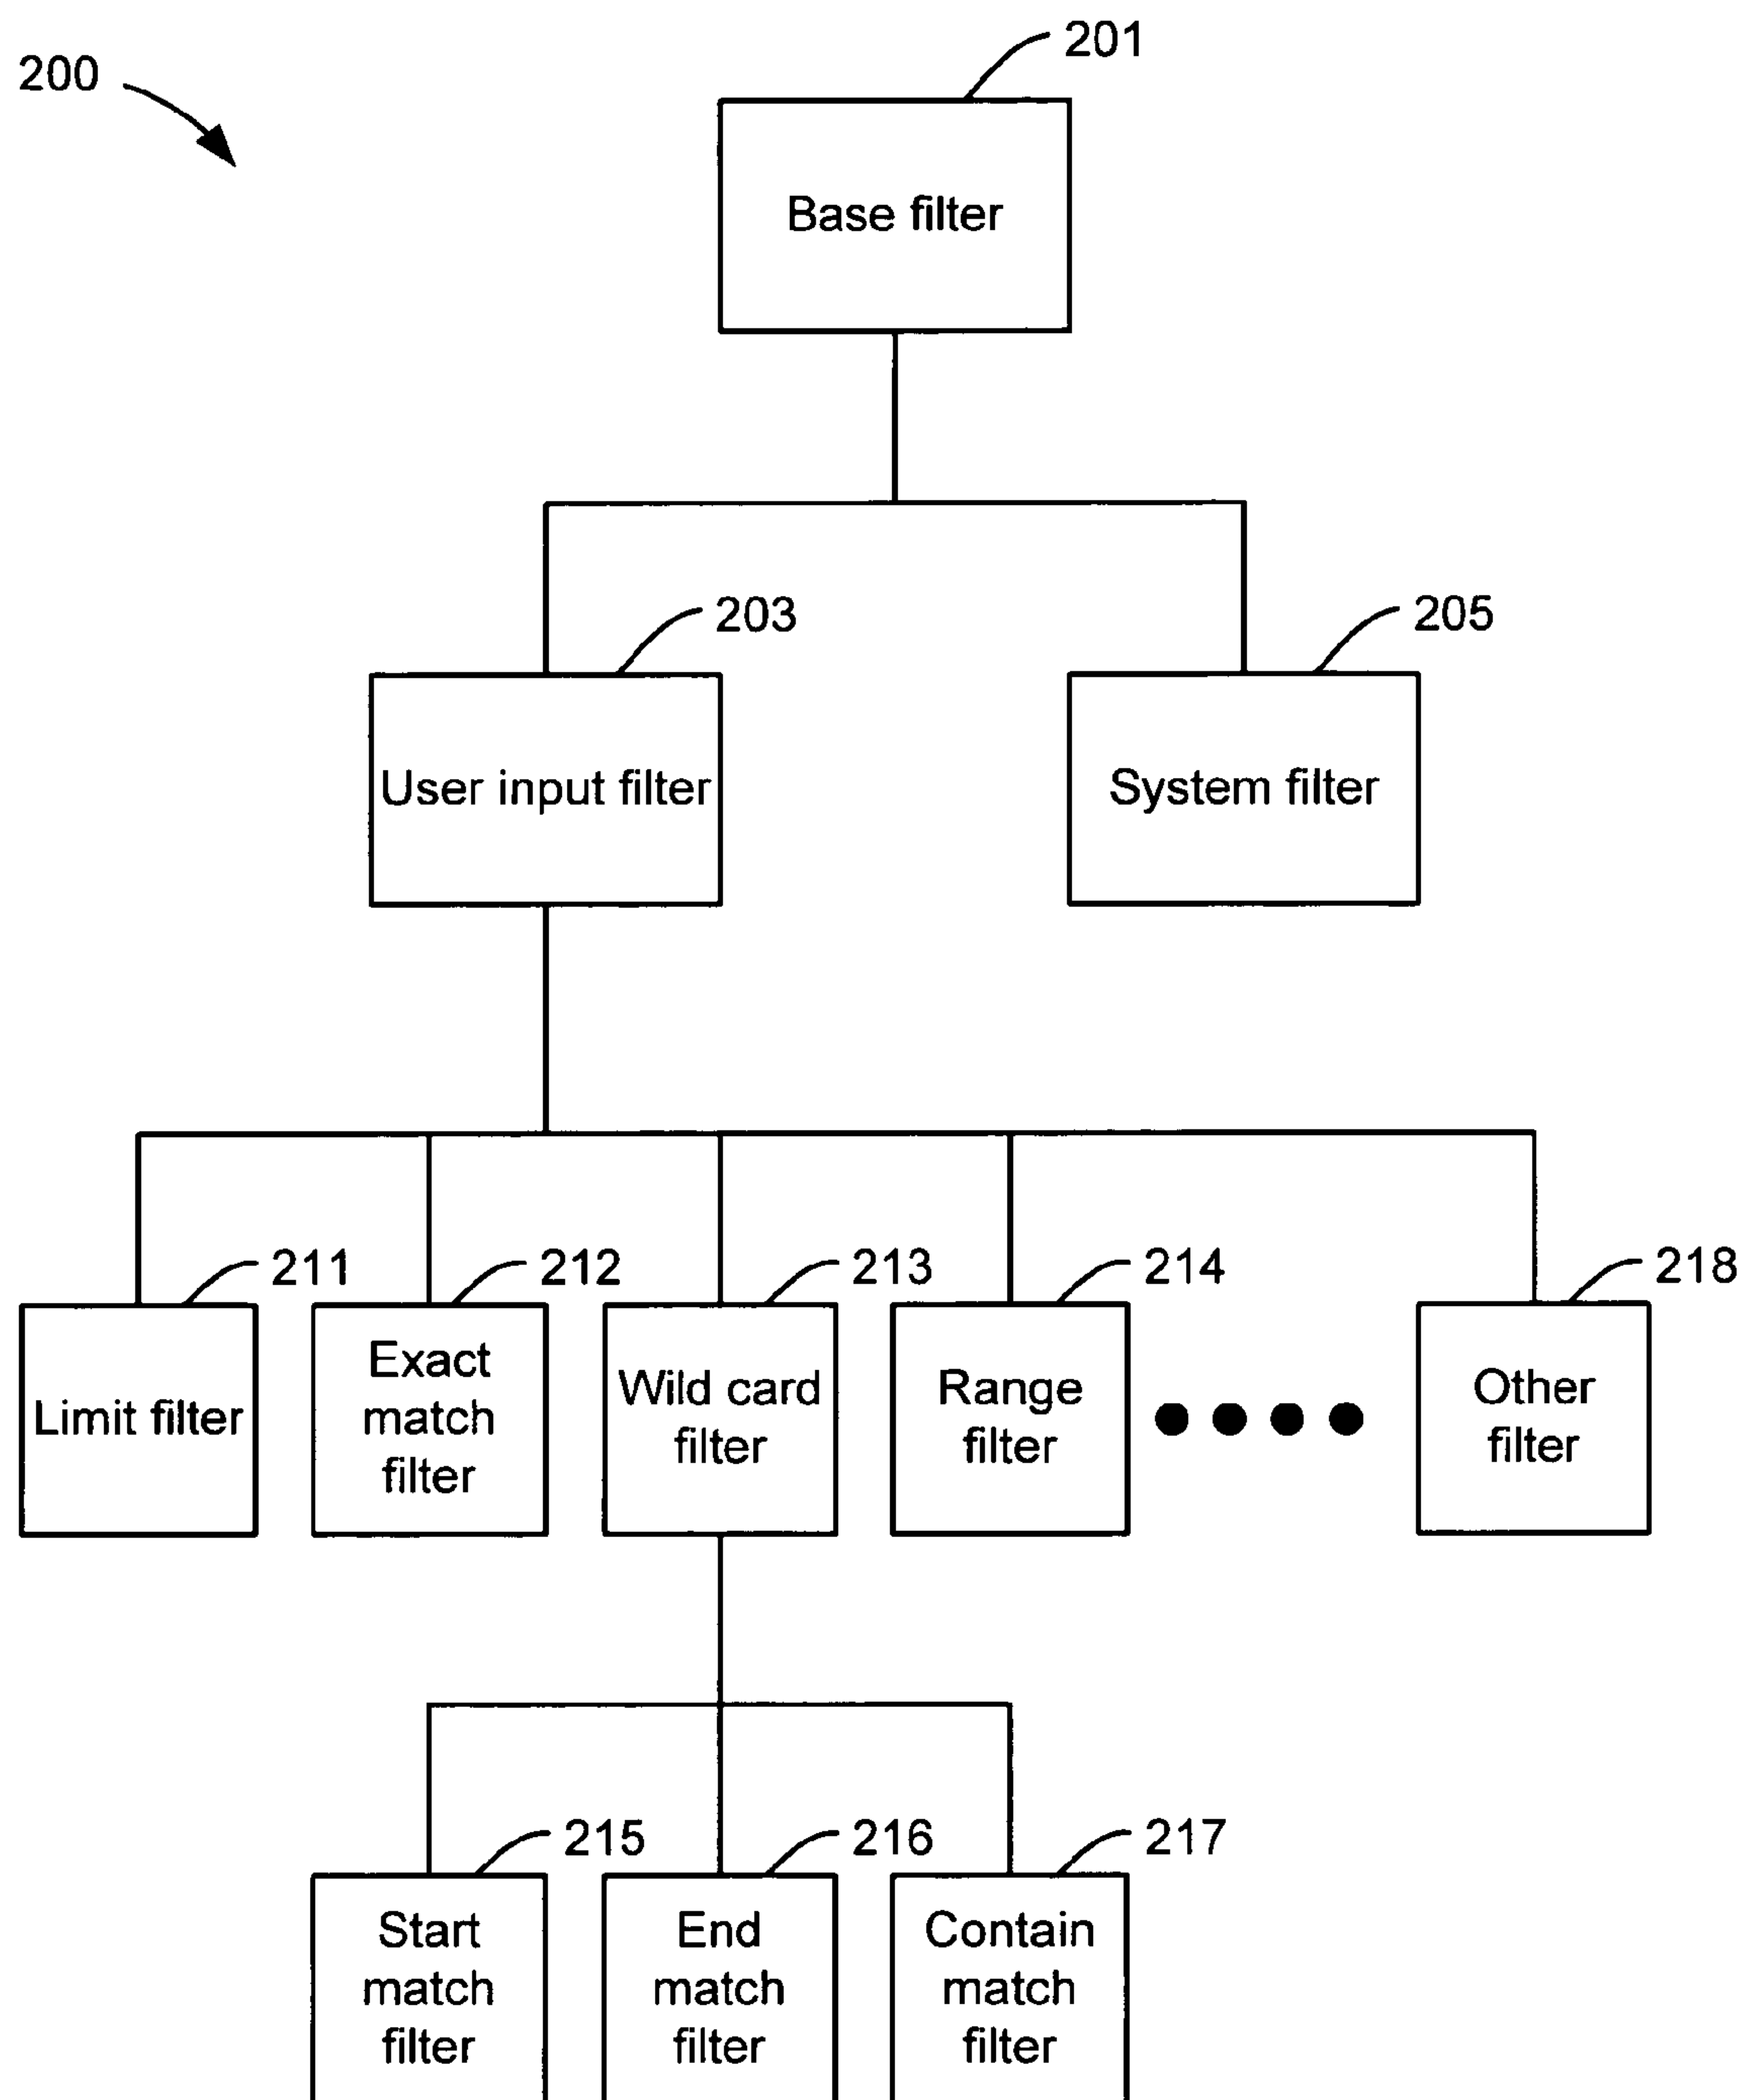 200
201
Base filter
203
205
User input filter
System filter
211
212
213
214
218
Limit filter
Exact
match
filter
Wild card
filter
Range
filter
Other
filter
215
216
217
Start
match
filter
End
match
filter
Contain
match
filter